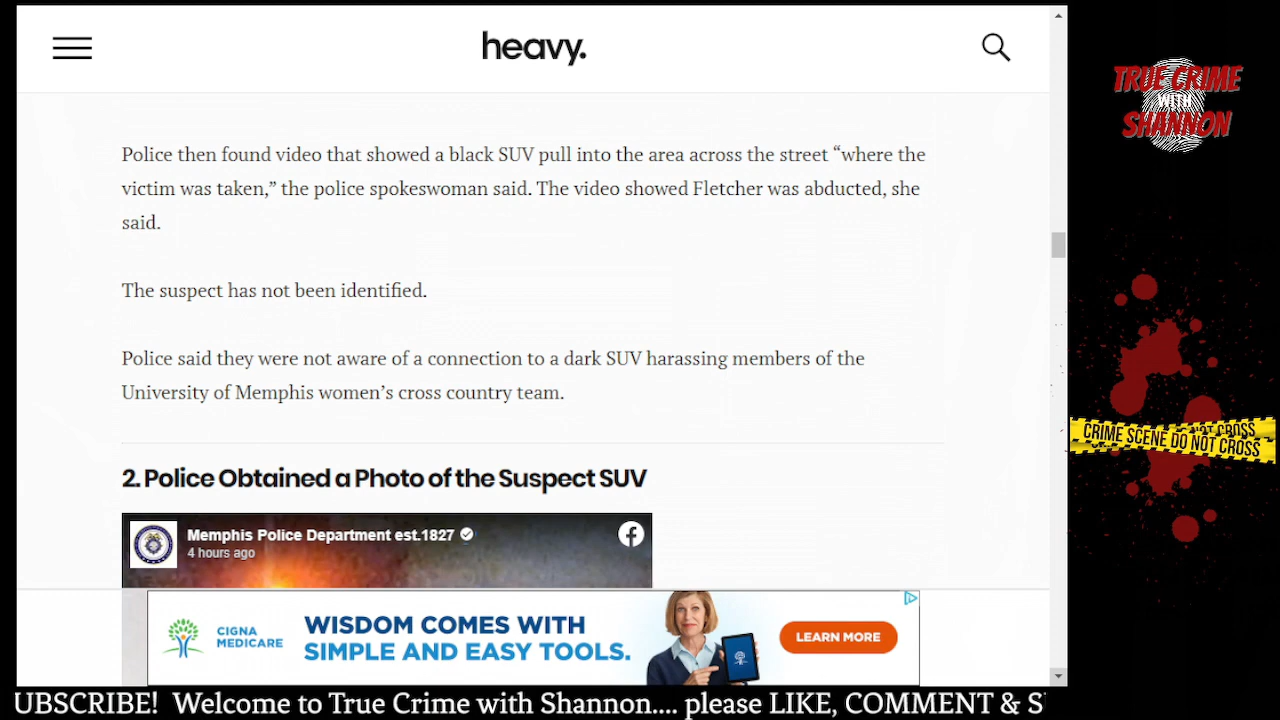 heavy.
TRUE CRIME
WITH
SHANNON
Police then found video that showed a black SUV pull into the area across the street “where the
victim was taken,” the police spokeswoman said. The video showed Fletcher was abducted, she
said.
The suspect has not been identified.
Police said they were not aware of a connection to a dark SUV harassing members of the
University of Memphis women’s cross country team.
CRIME SCENE DO NOT CROSS
NOT CROSS
2. Police Obtained a Photo of the Suspect SUV
Memphis Police Department est.1827
4 hours ago
CIGNA
MEDICARE
WISDOM COMES WITH
SIMPLE AND EASY TOOLS.
LEARN MORE
UBSCRIBE! Welcome to True Crime with Shannon.... please LIKE, COMMENT & S